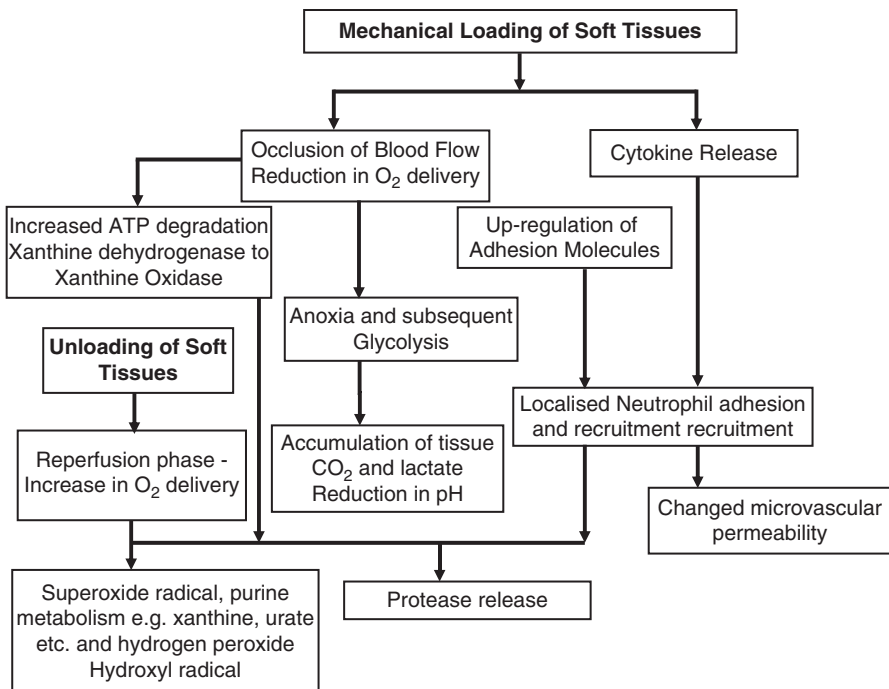 Mechanical Loading of Soft Tissues
Occlusion of Blood Flow
Reduction in O₂ delivery
Cytokine Release
Increased ATP degradation
Xanthine dehydrogenase to
Xanthine Oxidase
Up-regulation of
Adhesion Molecules
Anoxia and subsequent
Glycolysis
Unloading of Soft
Tissues
Localised Neutrophil adhesion
and recruitment recruitment
Accumulation of tissue
CO₂ and lactate
Reduction in pH
Reperfusion phase -
Increase in O₂ delivery
Changed microvascular
permeability
Superoxide radical, purine
metabolism e.g. xanthine, urate
etc. and hydrogen peroxide
Hydroxyl radical
Protease release